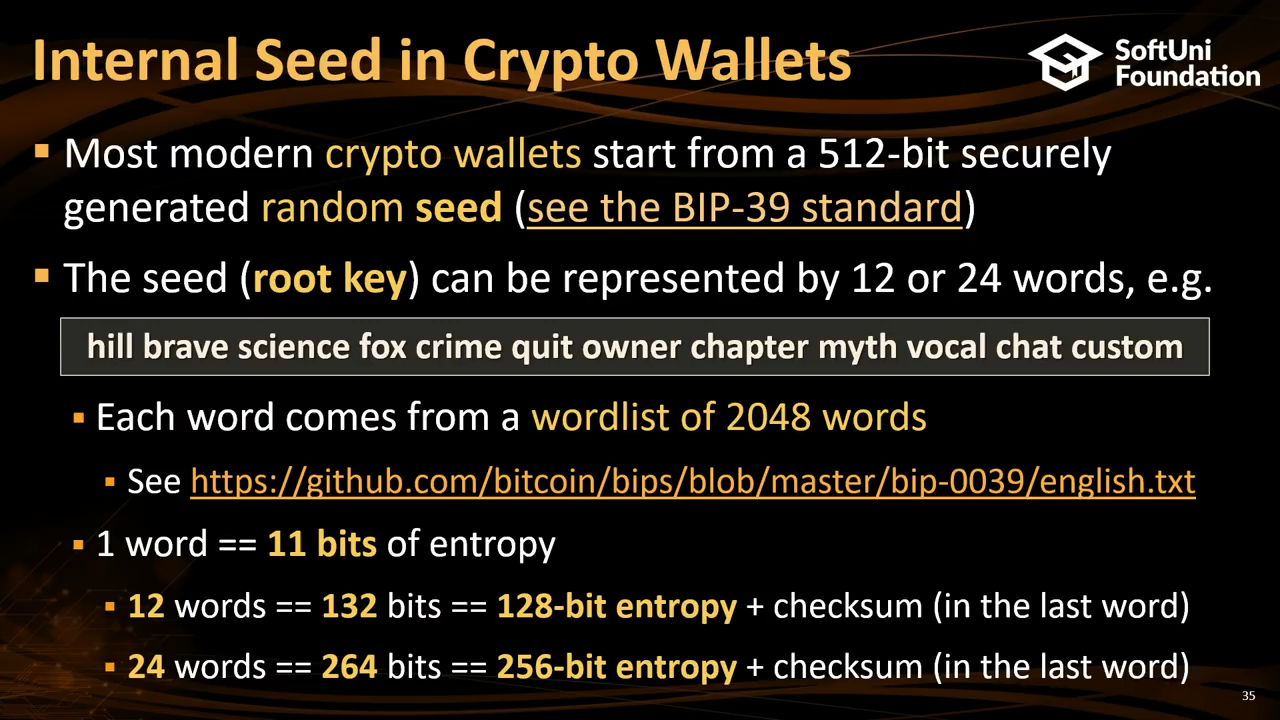 Internal Seed in Crypto Wallets
SoftUni
Foundation
Most modern crypto wallets start from a 512-bit securely
generated random seed (see the BIP-39 standard)
The seed (root key) can be represented by 12 or 24 words, e.g.
hill brave science fox crime quit owner chapter myth vocal chat custom
Each word comes from a wordlist of 2048 words
See https://github.com/bitcoin/bips/blob/master/bip-0039/english.txt
1 word == 11 bits of entropy
12 words == 132 bits == 128-bit entropy + checksum (in the last word)
24 words == 264 bits == 256-bit entropy + checksum (in the last word)
35